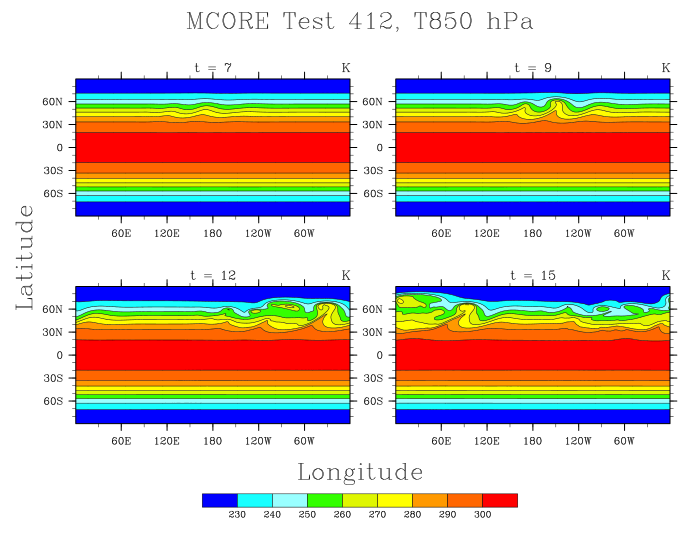 MCORE Test 412, T850 hPa
t = 7 K
60N
30N
0
30S
60S
60E 120E 180 120W 60W
t = 9 K
60N
30N
0
30S
60S
60E 120E 180 120W 60W
Latitude
t = 12 K
60N
30N
0
30S
60S
60E 120E 180 120W 60W
t = 15 K
60N
30N
0
30S
60S
60E 120E 180 120W 60W
Longitude
230 240 250 260 270 280 290 300